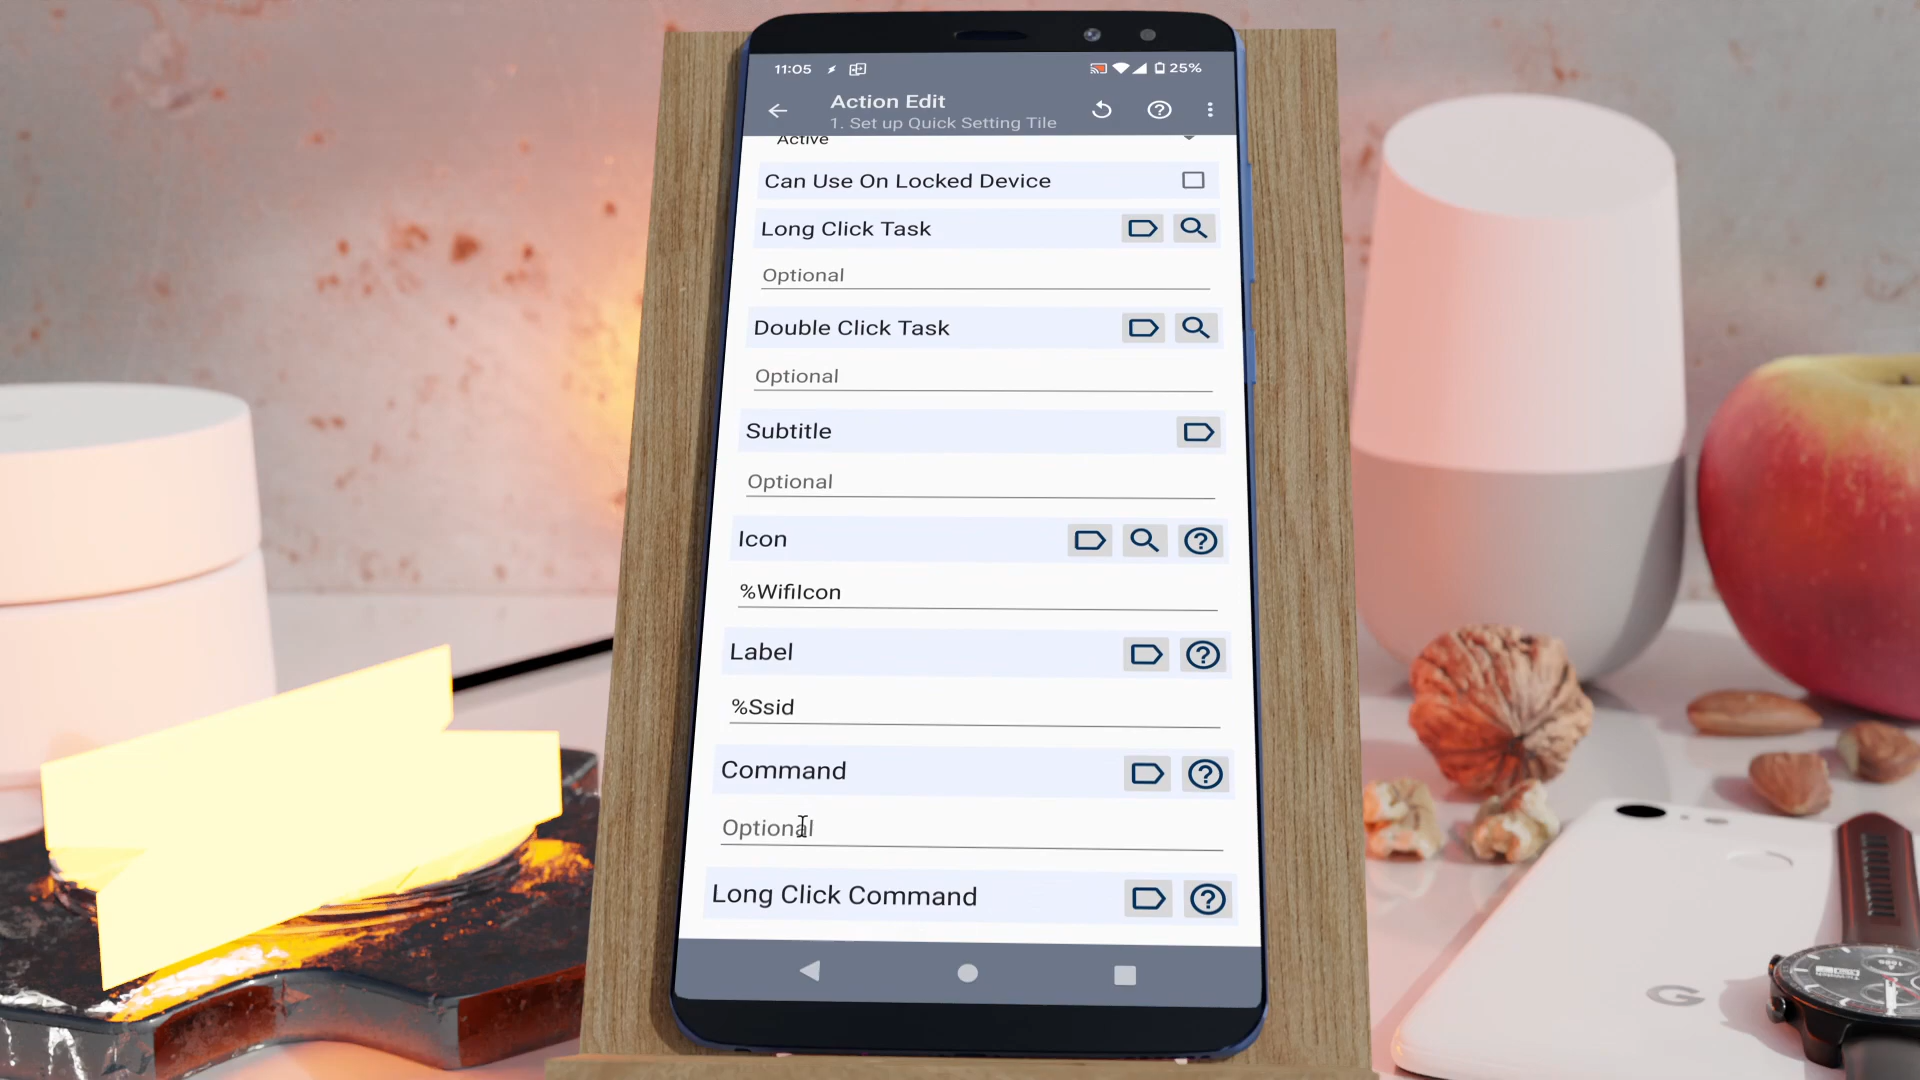 11:05
25%
Action Edit
1. Set up Quick Setting Tile
Active
Can Use On Locked Device
Long Click Task
Optional
Double Click Task
Optional
Subtitle
Optional
Icon
%WifiIcon
Label
%Ssid
Command
Optional
Long Click Command
G